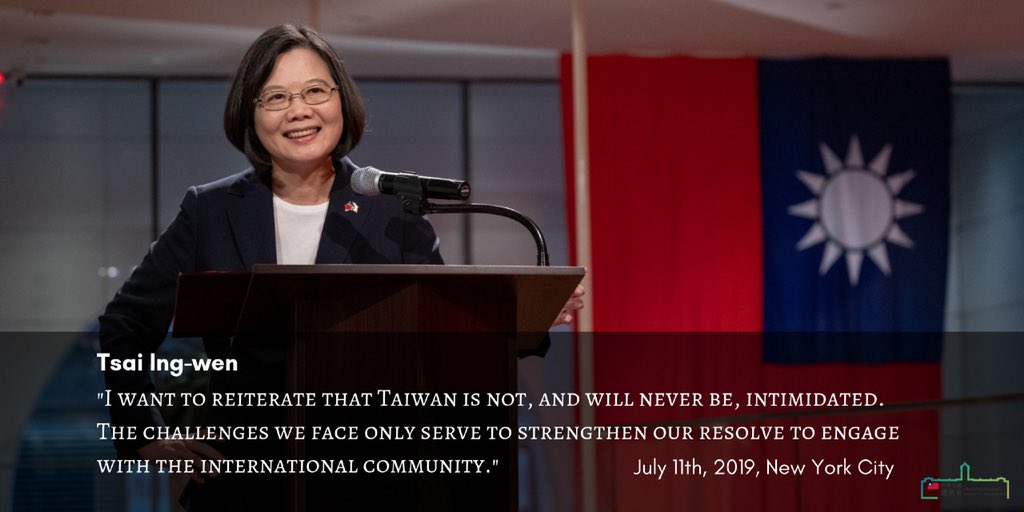 Tsai Ing-wen
"I want to reiterate that Taiwan is not, and will never be, intimidated.
The challenges we face only serve to strengthen our resolve to engage
with the international community."
July 11th, 2019, New York City